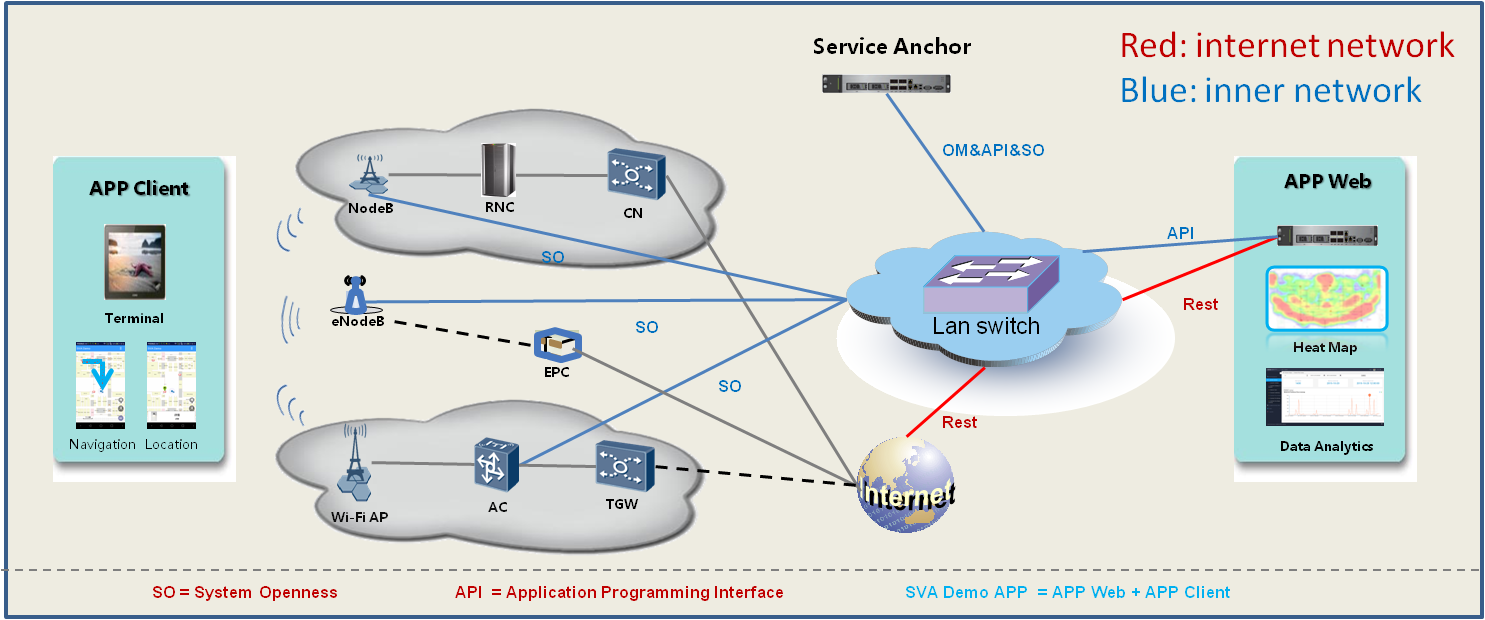 Service Anchor
Red: internet network
Blue: inner network
OM&API&SO
APP Client
Terminal
Navigation Location
NodeB
RNC
CN
SO
eNodeB
SO
EPC
SO
Wi-Fi AP
AC
TGW
Lan switch
API
Rest
Rest
Internet
APP Web
Heat Map
Data Analytics
SO = System Openness
API = Application Programming Interface
SVA Demo APP = APP Web + APP Client